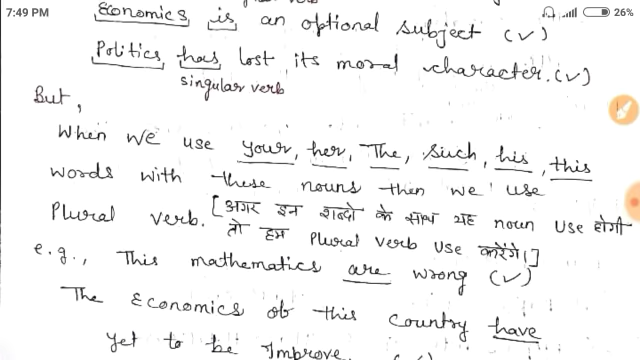 7:49 PM 26%
Economics is an optional subject (✓)
Politics has lost its moral character. (✓)
singular verb
But,
When we use your, her, The, such, his, this
words with these nouns then we use
Plural verb. [अगर इन शब्दो के साथ यह noun use होगी
तो हम Plural verb use करेंगे।]
e.g., This mathematics are wrong (✓)
The Economics of this country have
yet to be Improve.